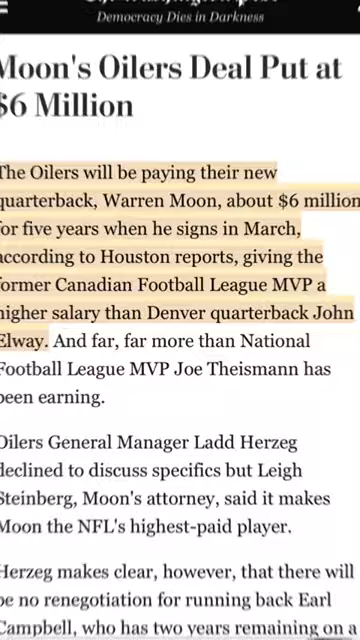 Democracy Dies in Darkness
Moon's Oilers Deal Put at
$6 Million
The Oilers will be paying their new
quarterback, Warren Moon, about $6 million
for five years when he signs in March,
according to Houston reports, giving the
former Canadian Football League MVP a
higher salary than Denver quarterback John
Elway. And far, far more than National
Football League MVP Joe Theismann has
been earning.
Oilers General Manager Ladd Herzeg
declined to discuss specifics but Leigh
Steinberg, Moon's attorney, said it makes
Moon the NFL's highest-paid player.
Herzeg makes clear, however, that there will
be no renegotiation for running back Earl
Campbell, who has two years remaining on a